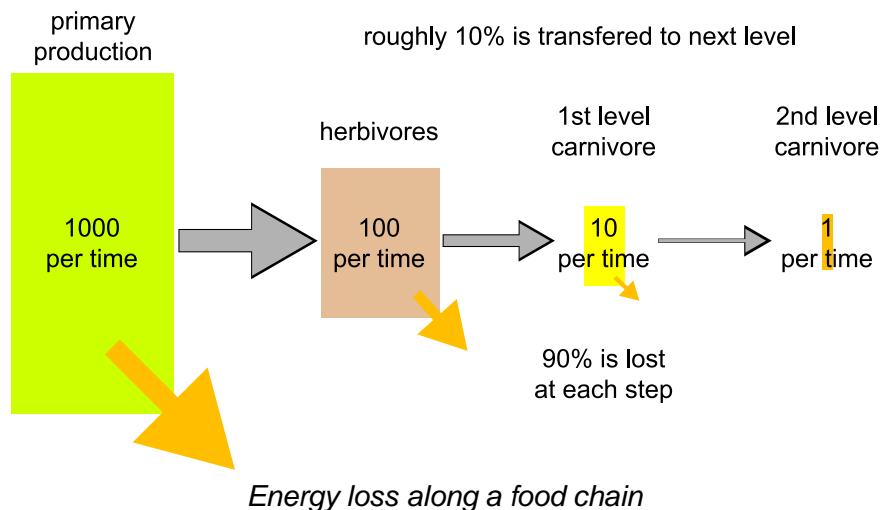 primary
production
roughly 10% is transfered to next level
herbivores
1st level
carnivore
2nd level
carnivore
1000
per time
100
per time
10
per time
1
per time
90% is lost
at each step
Energy loss along a food chain